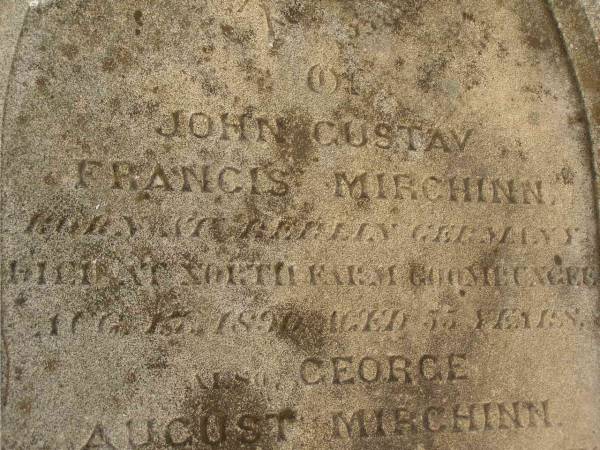 OF
JOHN GUSTAV
FRANCIS MIRCHINN,
BORN AT BERLIN GERMANY
DIED AT NORTH FARM GOOMBUNGEE
AUG. 1890 AGED 55 YEARS.
ALSO, GEORGE
AUGUST MIRCHINN.